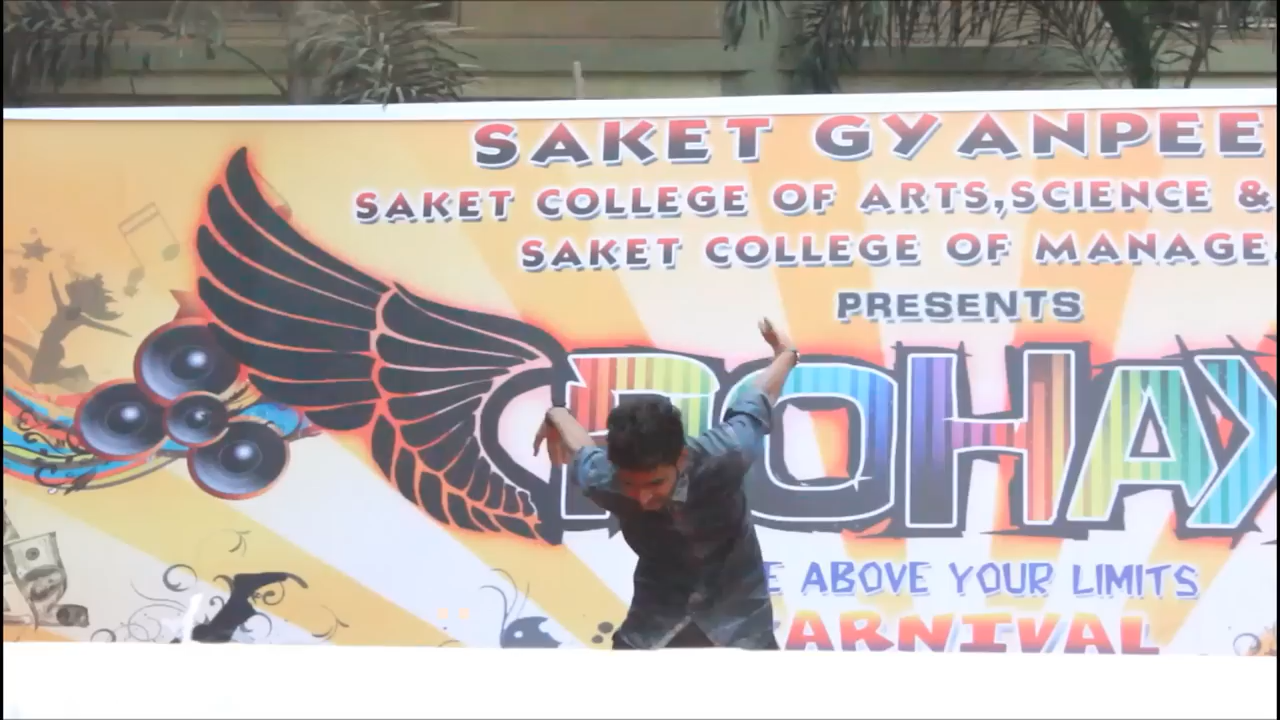 SAKET GYANPEE
SAKET COLLEGE OF ARTS,SCIENCE &
SAKET COLLEGE OF MANAGE
PRESENTS
ABOVE YOUR LIMITS
ARNIVAL